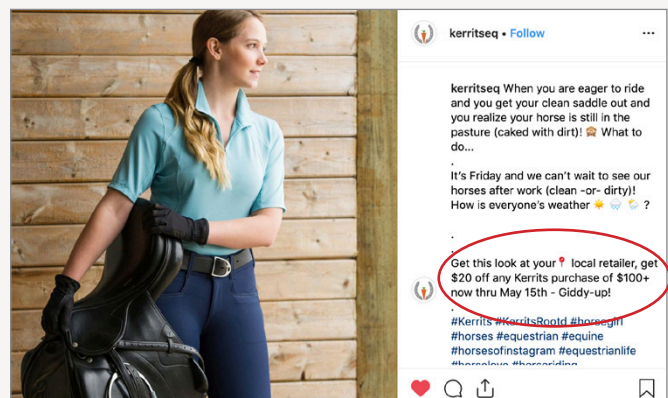 kerritseq • Follow
kerritseq When you are eager to ride
and you get your clean saddle out and
you realize your horse is still in the
pasture (caked with dirt)! 🙈 What to
do...
.
It's Friday and we can't wait to see our
horses after work (clean -or- dirty)!
How is everyone's weather ☀️ 🌧️ 🌦️ ?
.
.
Get this look at your📍 local retailer, get
$20 off any Kerrits purchase of $100+
now thru May 15th - Giddy-up!
.
#Kerrits #KerritsRootd #horsegirl
#horses #equestrian #equine
#horsesofinstagram #equestrianlife
#horselove #horseriding